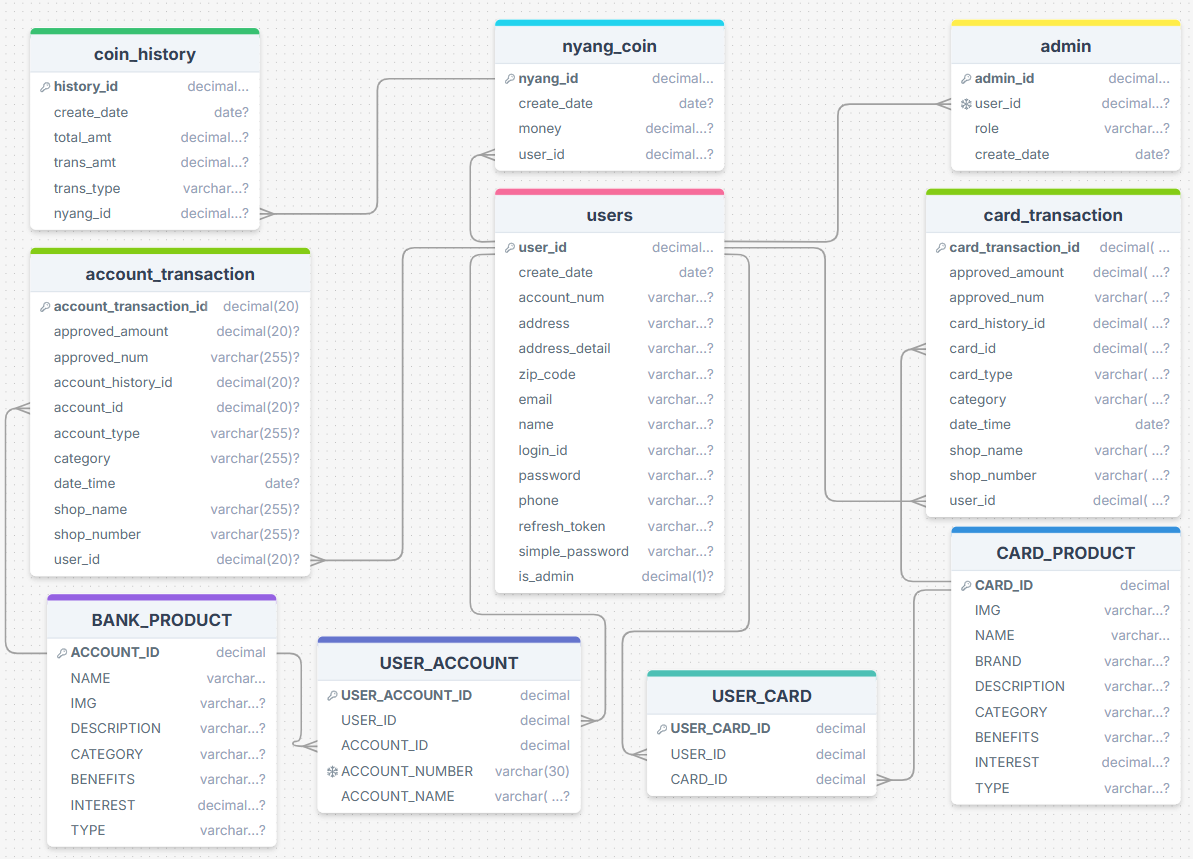 coin_history
history_id decimal...
create_date date?
total_amt decimal...?
trans_amt decimal...?
trans_type varchar...?
nyang_id decimal...?
nyang_coin
nyang_id decimal...
create_date date?
money decimal...?
user_id decimal...?
admin
admin_id decimal...
user_id decimal...?
role varchar...?
create_date date?
account_transaction
account_transaction_id decimal(20)
approved_amount decimal(20)?
approved_num varchar(255)?
account_history_id decimal(20)?
account_id decimal(20)?
account_type varchar(255)?
category varchar(255)?
date_time date?
shop_name varchar(255)?
shop_number varchar(255)?
user_id decimal(20)?
users
user_id decimal...
create_date date?
account_num varchar...?
address varchar...?
address_detail varchar...?
zip_code varchar...?
email varchar...?
name varchar...?
login_id varchar...?
password varchar...?
phone varchar...?
refresh_token varchar...?
simple_password varchar...?
is_admin decimal(1)?
card_transaction
card_transaction_id decimal( ...
approved_amount decimal( ...?
approved_num varchar( ...?
card_history_id decimal( ...?
card_id decimal( ...?
card_type varchar( ...?
category varchar( ...?
date_time date?
shop_name varchar( ...?
shop_number varchar( ...?
user_id decimal( ...?
BANK_PRODUCT
ACCOUNT_ID decimal
NAME varchar...
IMG varchar...?
DESCRIPTION varchar...?
CATEGORY varchar...?
BENEFITS varchar...?
INTEREST decimal...?
TYPE varchar...?
USER_ACCOUNT
USER_ACCOUNT_ID decimal
USER_ID decimal
ACCOUNT_ID decimal
ACCOUNT_NUMBER varchar(30)
ACCOUNT_NAME varchar( ...?
USER_CARD
USER_CARD_ID decimal
USER_ID decimal
CARD_ID decimal
CARD_PRODUCT
CARD_ID decimal
IMG varchar...?
NAME varchar...
BRAND varchar...?
DESCRIPTION varchar...?
CATEGORY varchar...?
BENEFITS varchar...?
INTEREST decimal...?
TYPE varchar...?